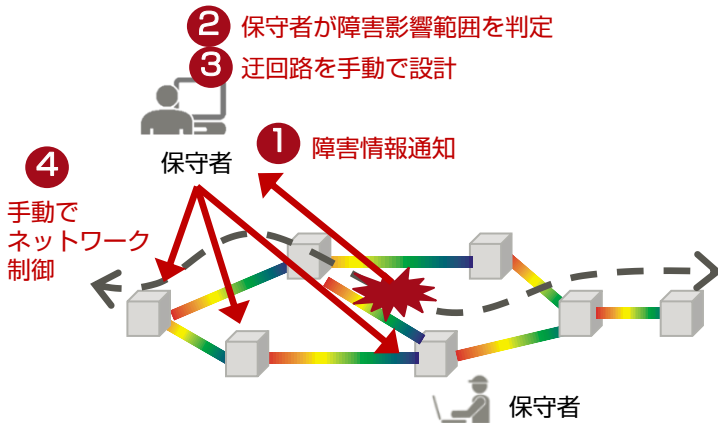 2 保守者が障害影響範囲を判定
3 迂回路を手動で設計
1 障害情報通知
保守者
4
手動で
ネットワーク
制御
保守者